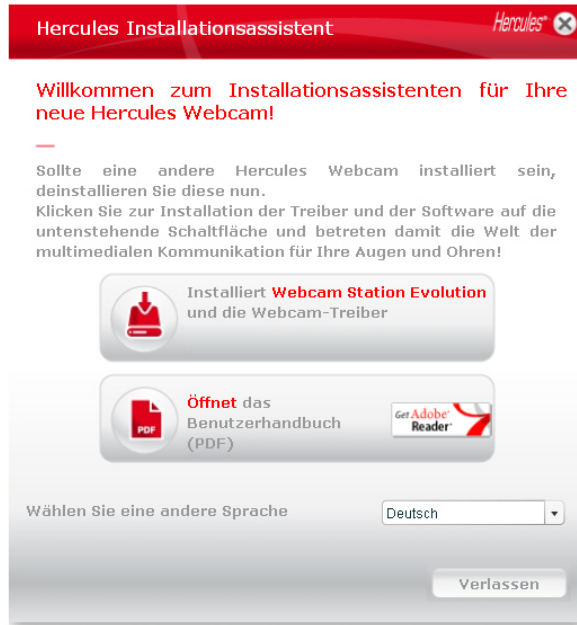 Hercules Installationsassistent
Hercules
Willkommen zum Installationsassistenten für Ihre
neue Hercules Webcam!
Sollte eine andere Hercules Webcam installiert sein,
deinstallieren Sie diese nun.
Klicken Sie zur Installation der Treiber und der Software auf die
untenstehende Schaltfläche und betreten damit die Welt der
multimedialen Kommunikation für Ihre Augen und Ohren!
Installiert Webcam Station Evolution
und die Webcam-Treiber
PDF
Öffnet das
Benutzerhandbuch
(PDF)
Get Adobe®
Reader®
Wählen Sie eine andere Sprache
Deutsch
Verlassen